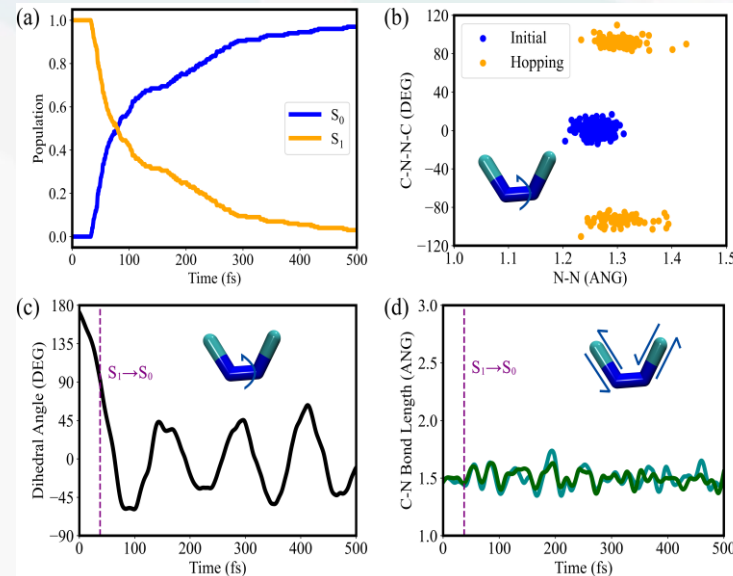 (a)
Population
1.0
0.8
0.6
0.4
0.2
0.0
S₀
S₁
0 100 200 300 400 500
Time (fs)
(b)
C-N-N-C (DEG)
120
80
40
0
−40
−80
−120
Initial
Hopping
1.0 1.1 1.2 1.3 1.4 1.5
N-N (ANG)
(c)
Dihedral Angle (DEG)
180
135
90
45
0
−45
−90
S₁→S₀
0 100 200 300 400 500
Time (fs)
(d)
C-N Bond Length (ANG)
3.0
2.5
2.0
1.5
1.0
S₁→S₀
0 100 200 300 400 500
Time (fs)